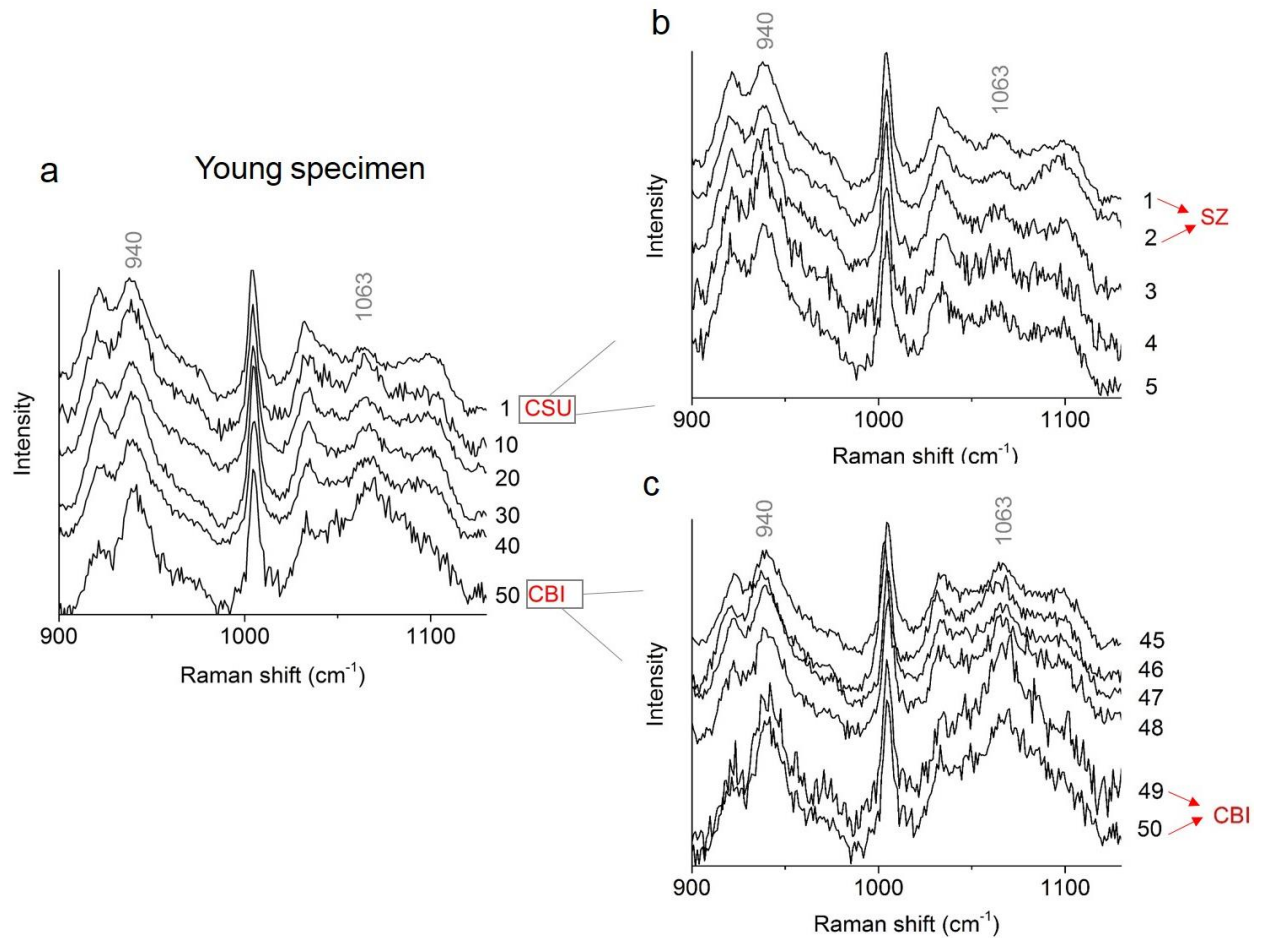 a
Young specimen
940
1063
Intensity
1 CSU
10
20
30
40
50 CBI
900 1000 1100
Raman shift (cm⁻¹)
b
940
1063
Intensity
1
2
SZ
3
4
5
900 1000 1100
Raman shift (cm⁻¹)
c
940
1063
Intensity
45
46
47
48
49
50
CBI
900 1000 1100
Raman shift (cm⁻¹)